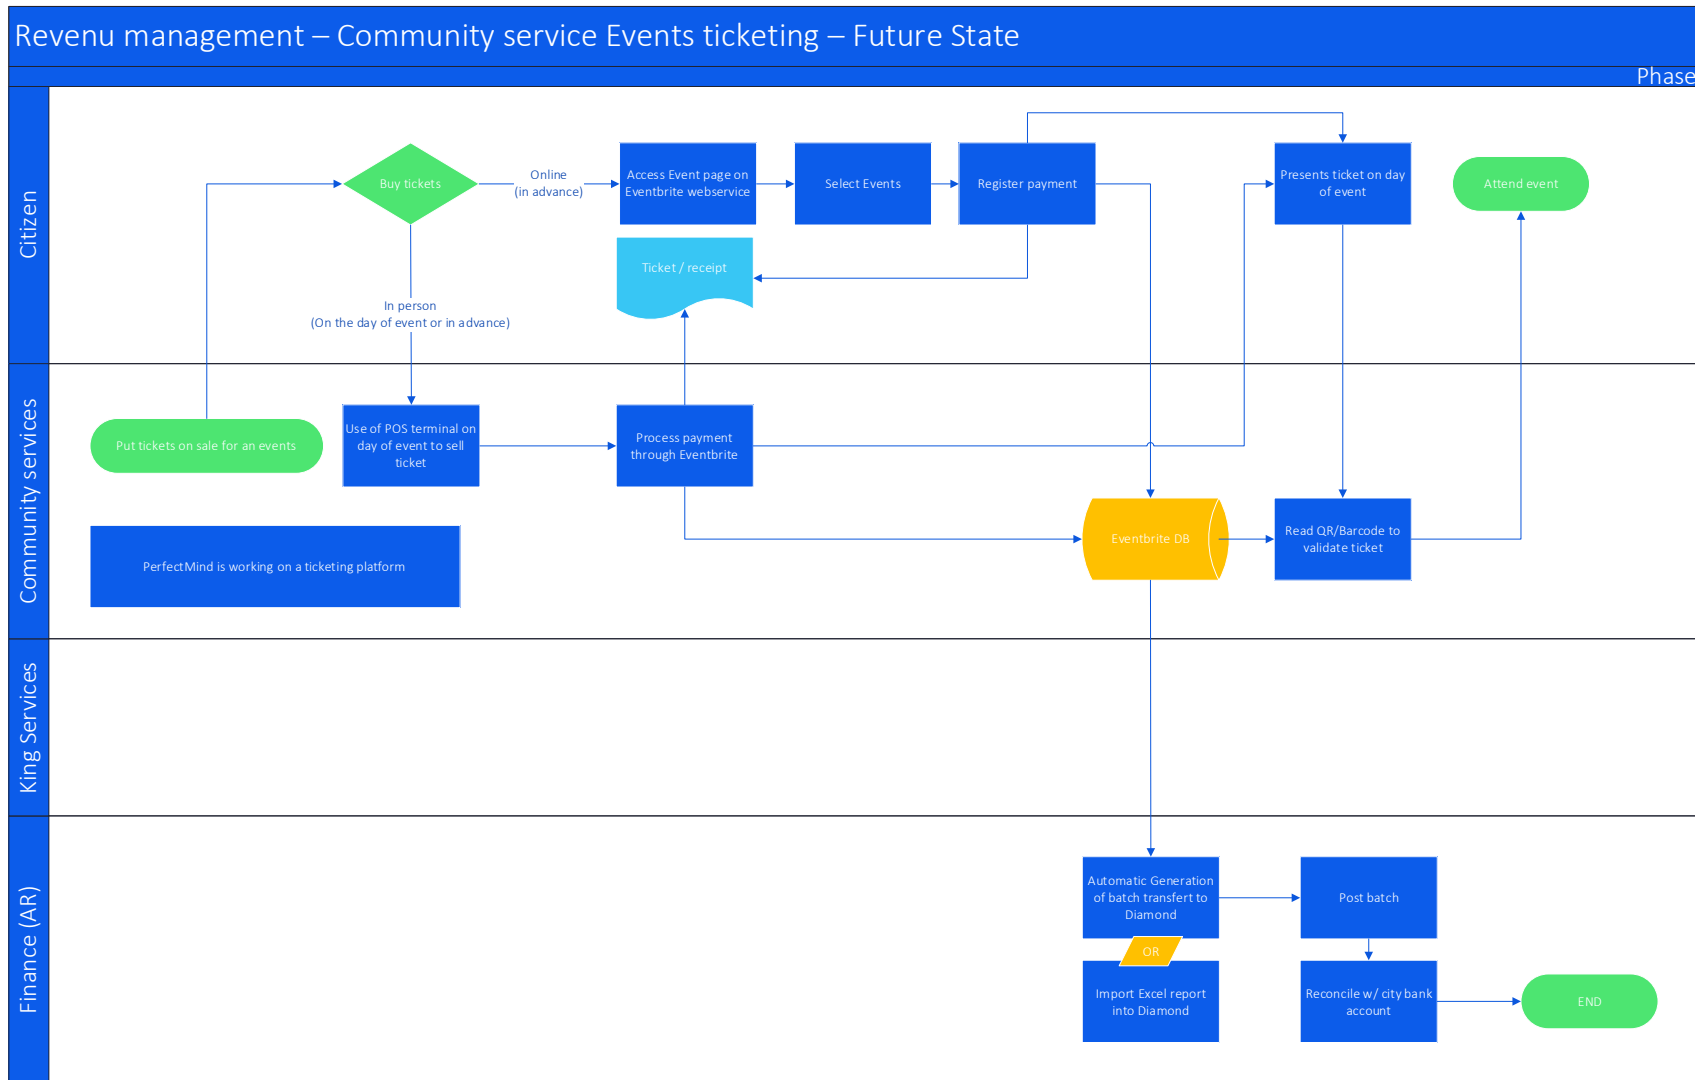 Revenu management – Community service Events ticketing – Future State
Phase
Citizen
Buy tickets
Online
(in advance)
Access Event page on
Eventbrite webservice
Select Events
Register payment
Presents ticket on day
of event
Attend event
Ticket / receipt
In person
(On the day of event or in advance)
Community services
Put tickets on sale for an events
Use of POS terminal on
day of event to sell
ticket
Process payment
through Eventbrite
Eventbrite DB
Read QR/Barcode to
validate ticket
PerfectMind is working on a ticketing platform
King Services
Finance (AR)
Automatic Generation
of batch transfert to
Diamond
Post batch
OR
Import Excel report
into Diamond
Reconcile w/ city bank
account
END